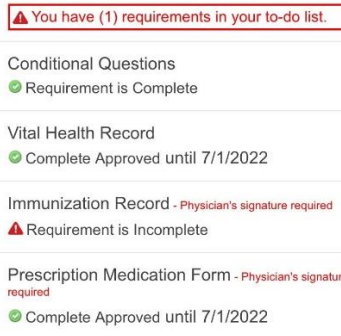 You have (1) requirements in your to-do list.
Conditional Questions
Requirement is Complete
Vital Health Record
Complete Approved until 7/1/2022
Immunization Record - Physician's signature required
Requirement is Incomplete
Prescription Medication Form - Physician's signatur
required
Complete Approved until 7/1/2022